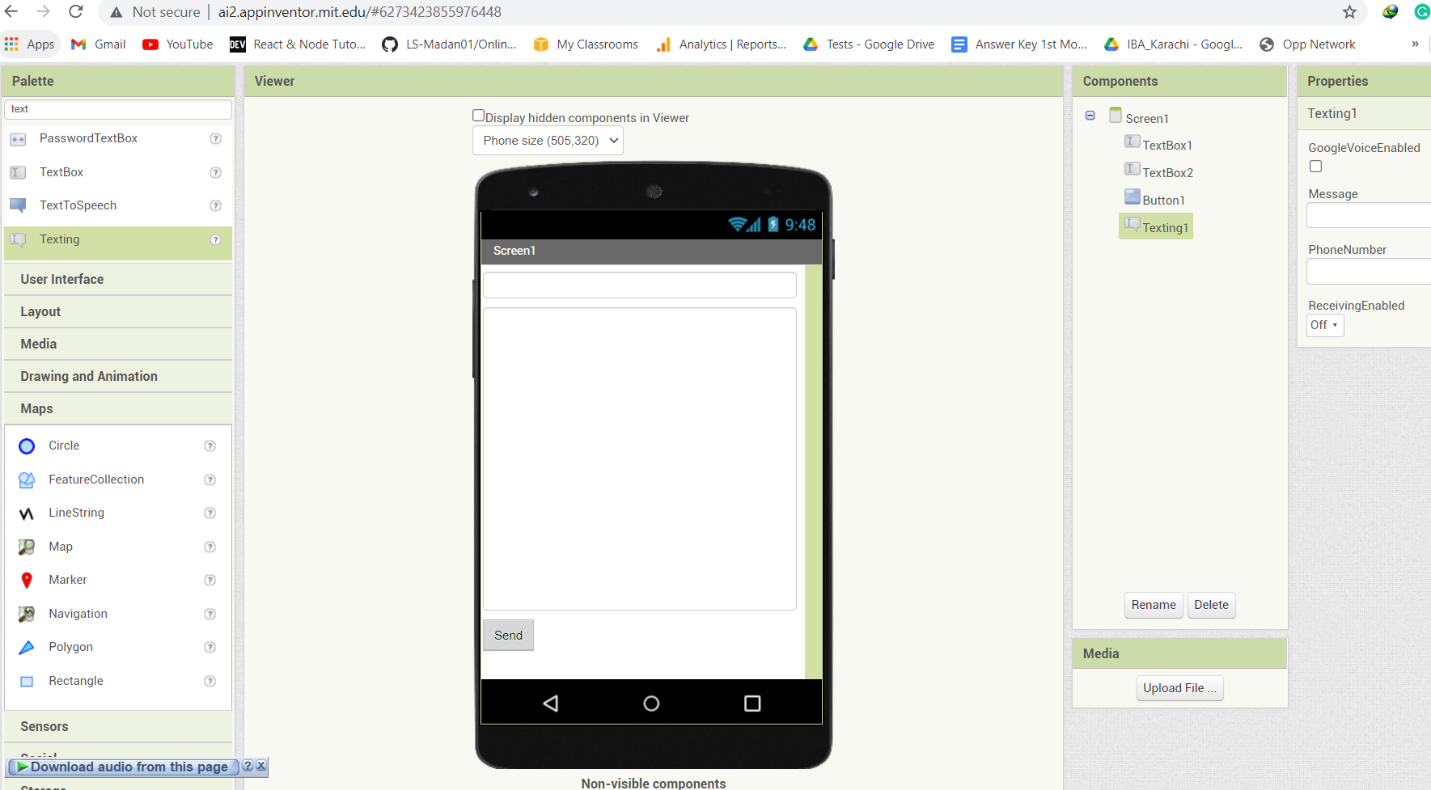 Not secure | ai2.appinventor.mit.edu/#6273423855976448
Apps Gmail YouTube DEV React & Node Tuto... LS-Madan01/Onlin... My Classrooms Analytics | Reports... Tests - Google Drive Answer Key 1st Mo... IBA_Karachi - Googl... Opp Network »
Palette
text
PasswordTextBox ?
TextBox ?
TextToSpeech ?
Texting ?
User Interface
Layout
Media
Drawing and Animation
Maps
Circle ?
FeatureCollection ?
LineString ?
Map ?
Marker ?
Navigation ?
Polygon ?
Rectangle ?
Sensors
Social
Download audio from this page ? X
Storage
Viewer
Display hidden components in Viewer
Phone size (505,320)
9:48
Screen1
Send
Non-visible components
Components
Screen1
TextBox1
TextBox2
Button1
Texting1
Rename Delete
Media
Upload File ...
Properties
Texting1
GoogleVoiceEnabled
Message
PhoneNumber
ReceivingEnabled
Off